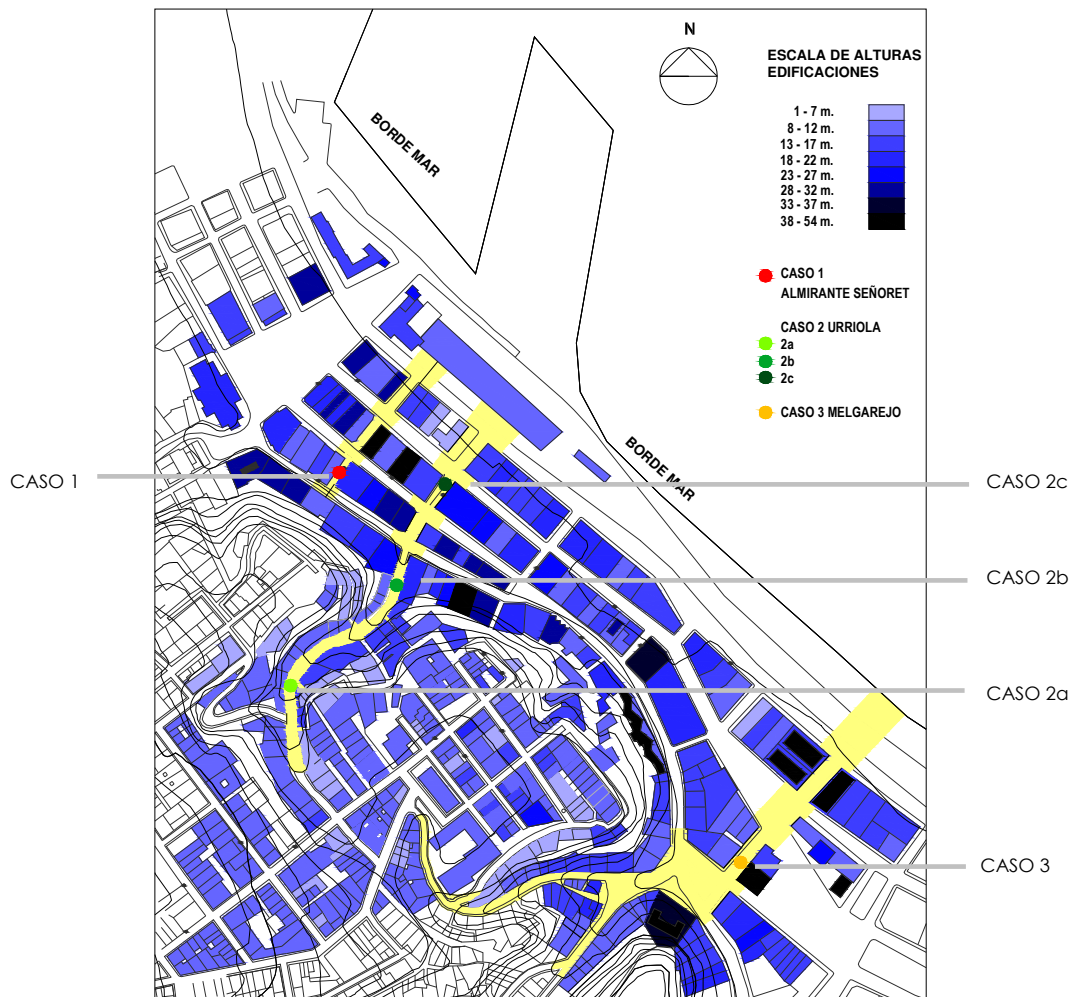 N
ESCALA DE ALTURAS
EDIFICACIONES
1 - 7 m.
8 - 12 m.
13 - 17 m.
18 - 22 m.
23 - 27 m.
28 - 32 m.
33 - 37 m.
38 - 54 m.
BORDE MAR
CASO 1
ALMIRANTE SEÑORET
CASO 2 URRIOLA
2a
2b
2c
CASO 3 MELGAREJO
BORDE MAR
CASO 1
CASO 2c
CASO 2b
CASO 2a
CASO 3